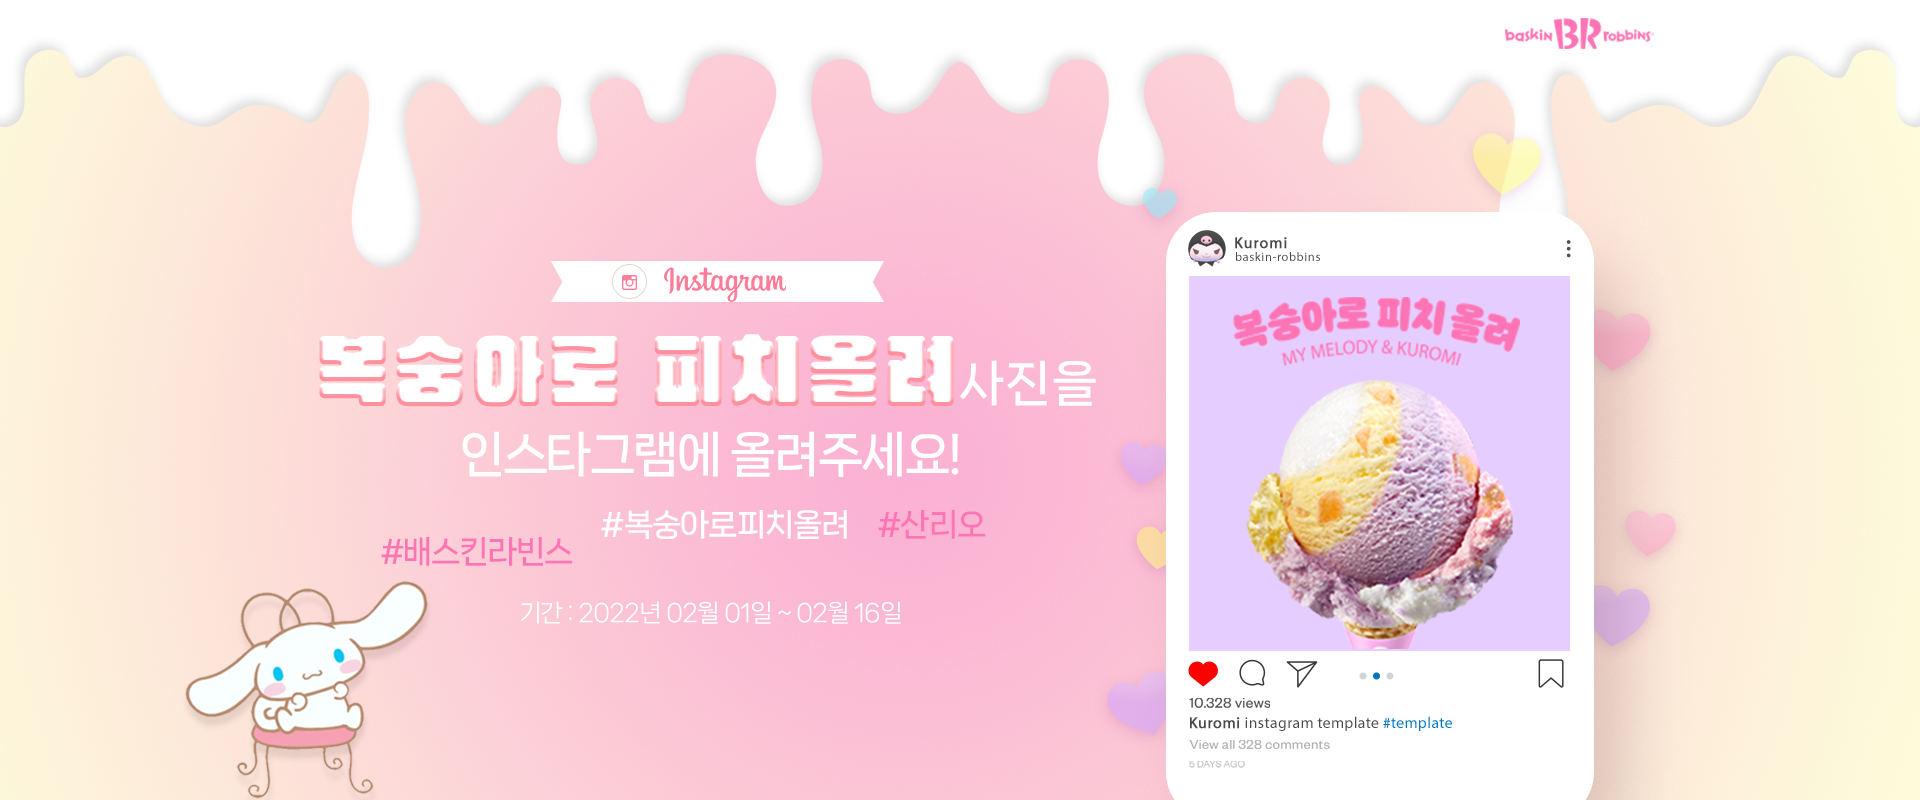 baskin BR robbins
Instagram
복숭아로 피치올려 사진을
인스타그램에 올려주세요!
#배스킨라빈스 #복숭아로피치올려 #산리오
기간 : 2022년 02월 01일 ~ 02월 16일
Kuromi
baskin-robbins
복숭아로 피치 올려
MY MELODY & KUROMI
10.328 views
Kuromi instagram template #template
View all 328 comments
5 DAYS AGO